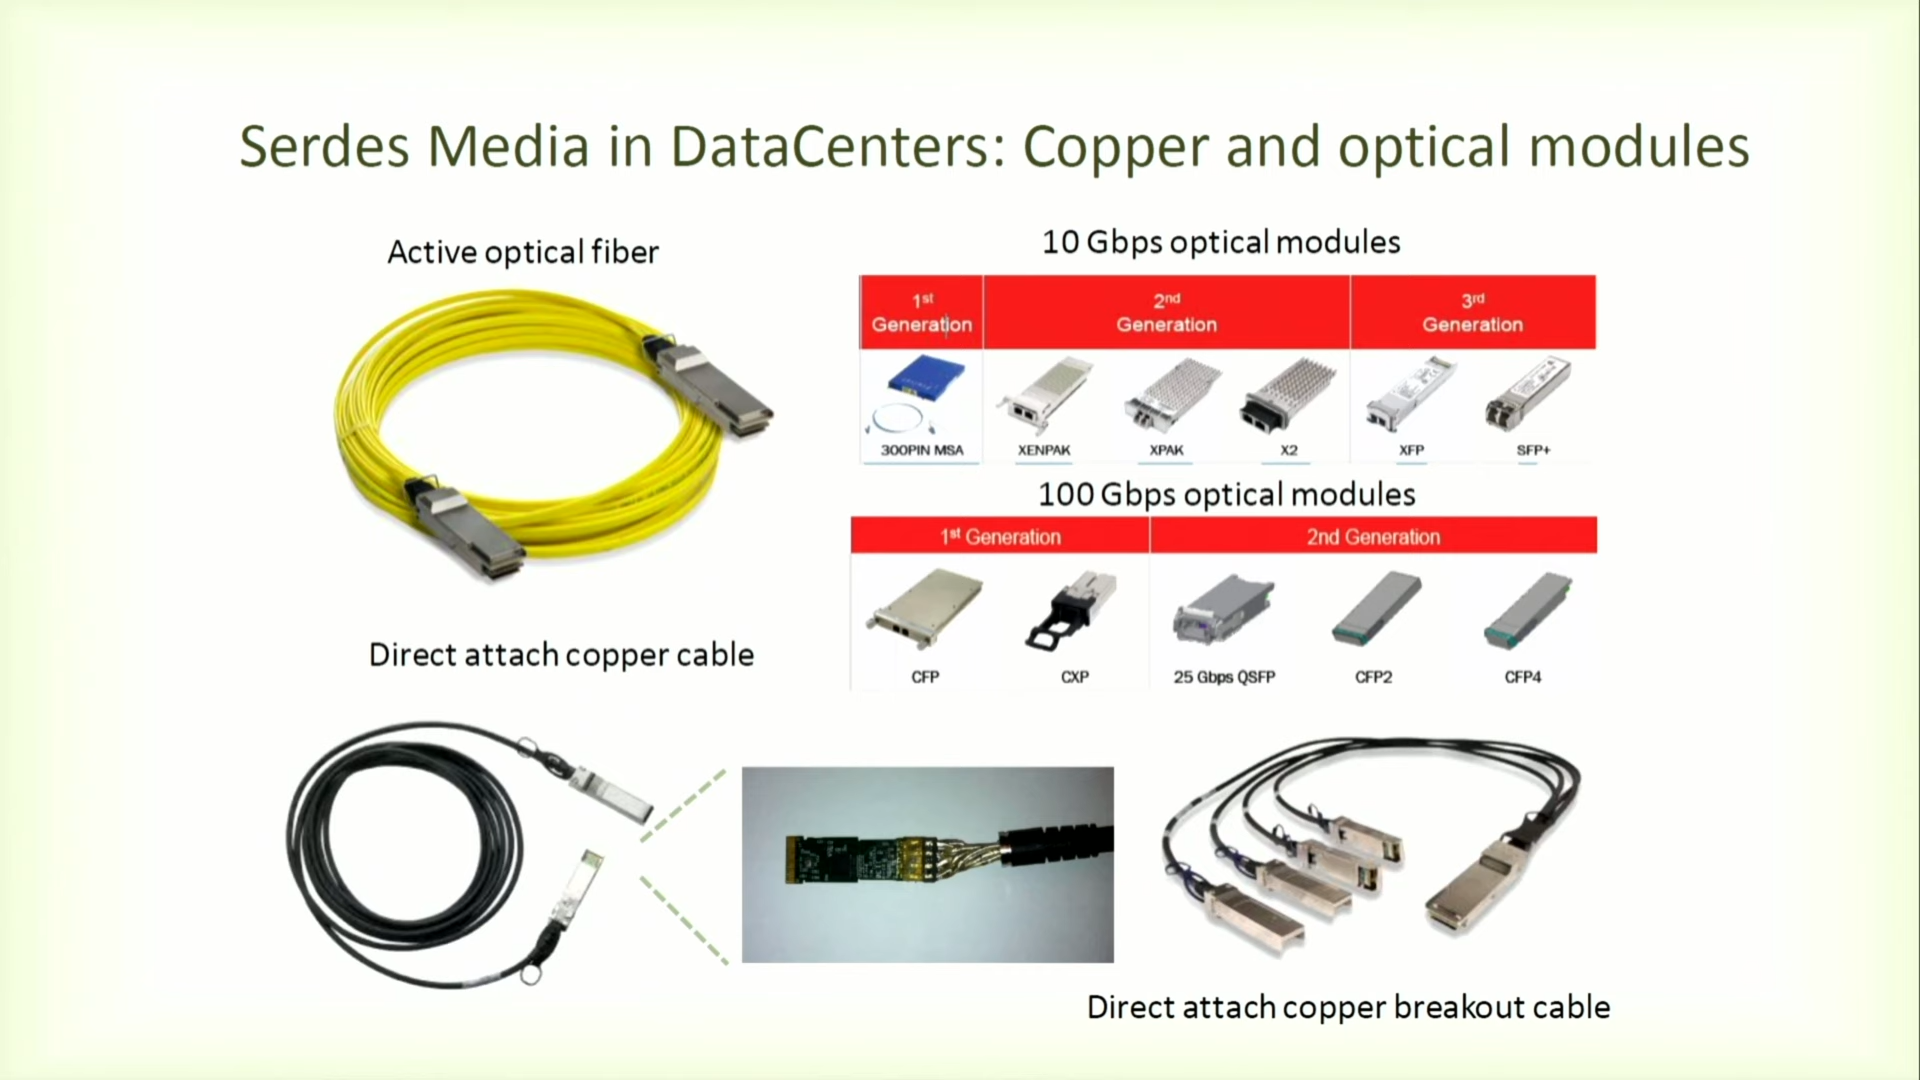 Serdes Media in DataCenters: Copper and optical modules
Active optical fiber
10 Gbps optical modules
1st Generation
2nd Generation
3rd Generation
300PIN MSA
XENPAK
XPAK
X2
XFP
SFP+
100 Gbps optical modules
1st Generation
2nd Generation
CFP
CXP
25 Gbps QSFP
CFP2
CFP4
Direct attach copper cable
Direct attach copper breakout cable